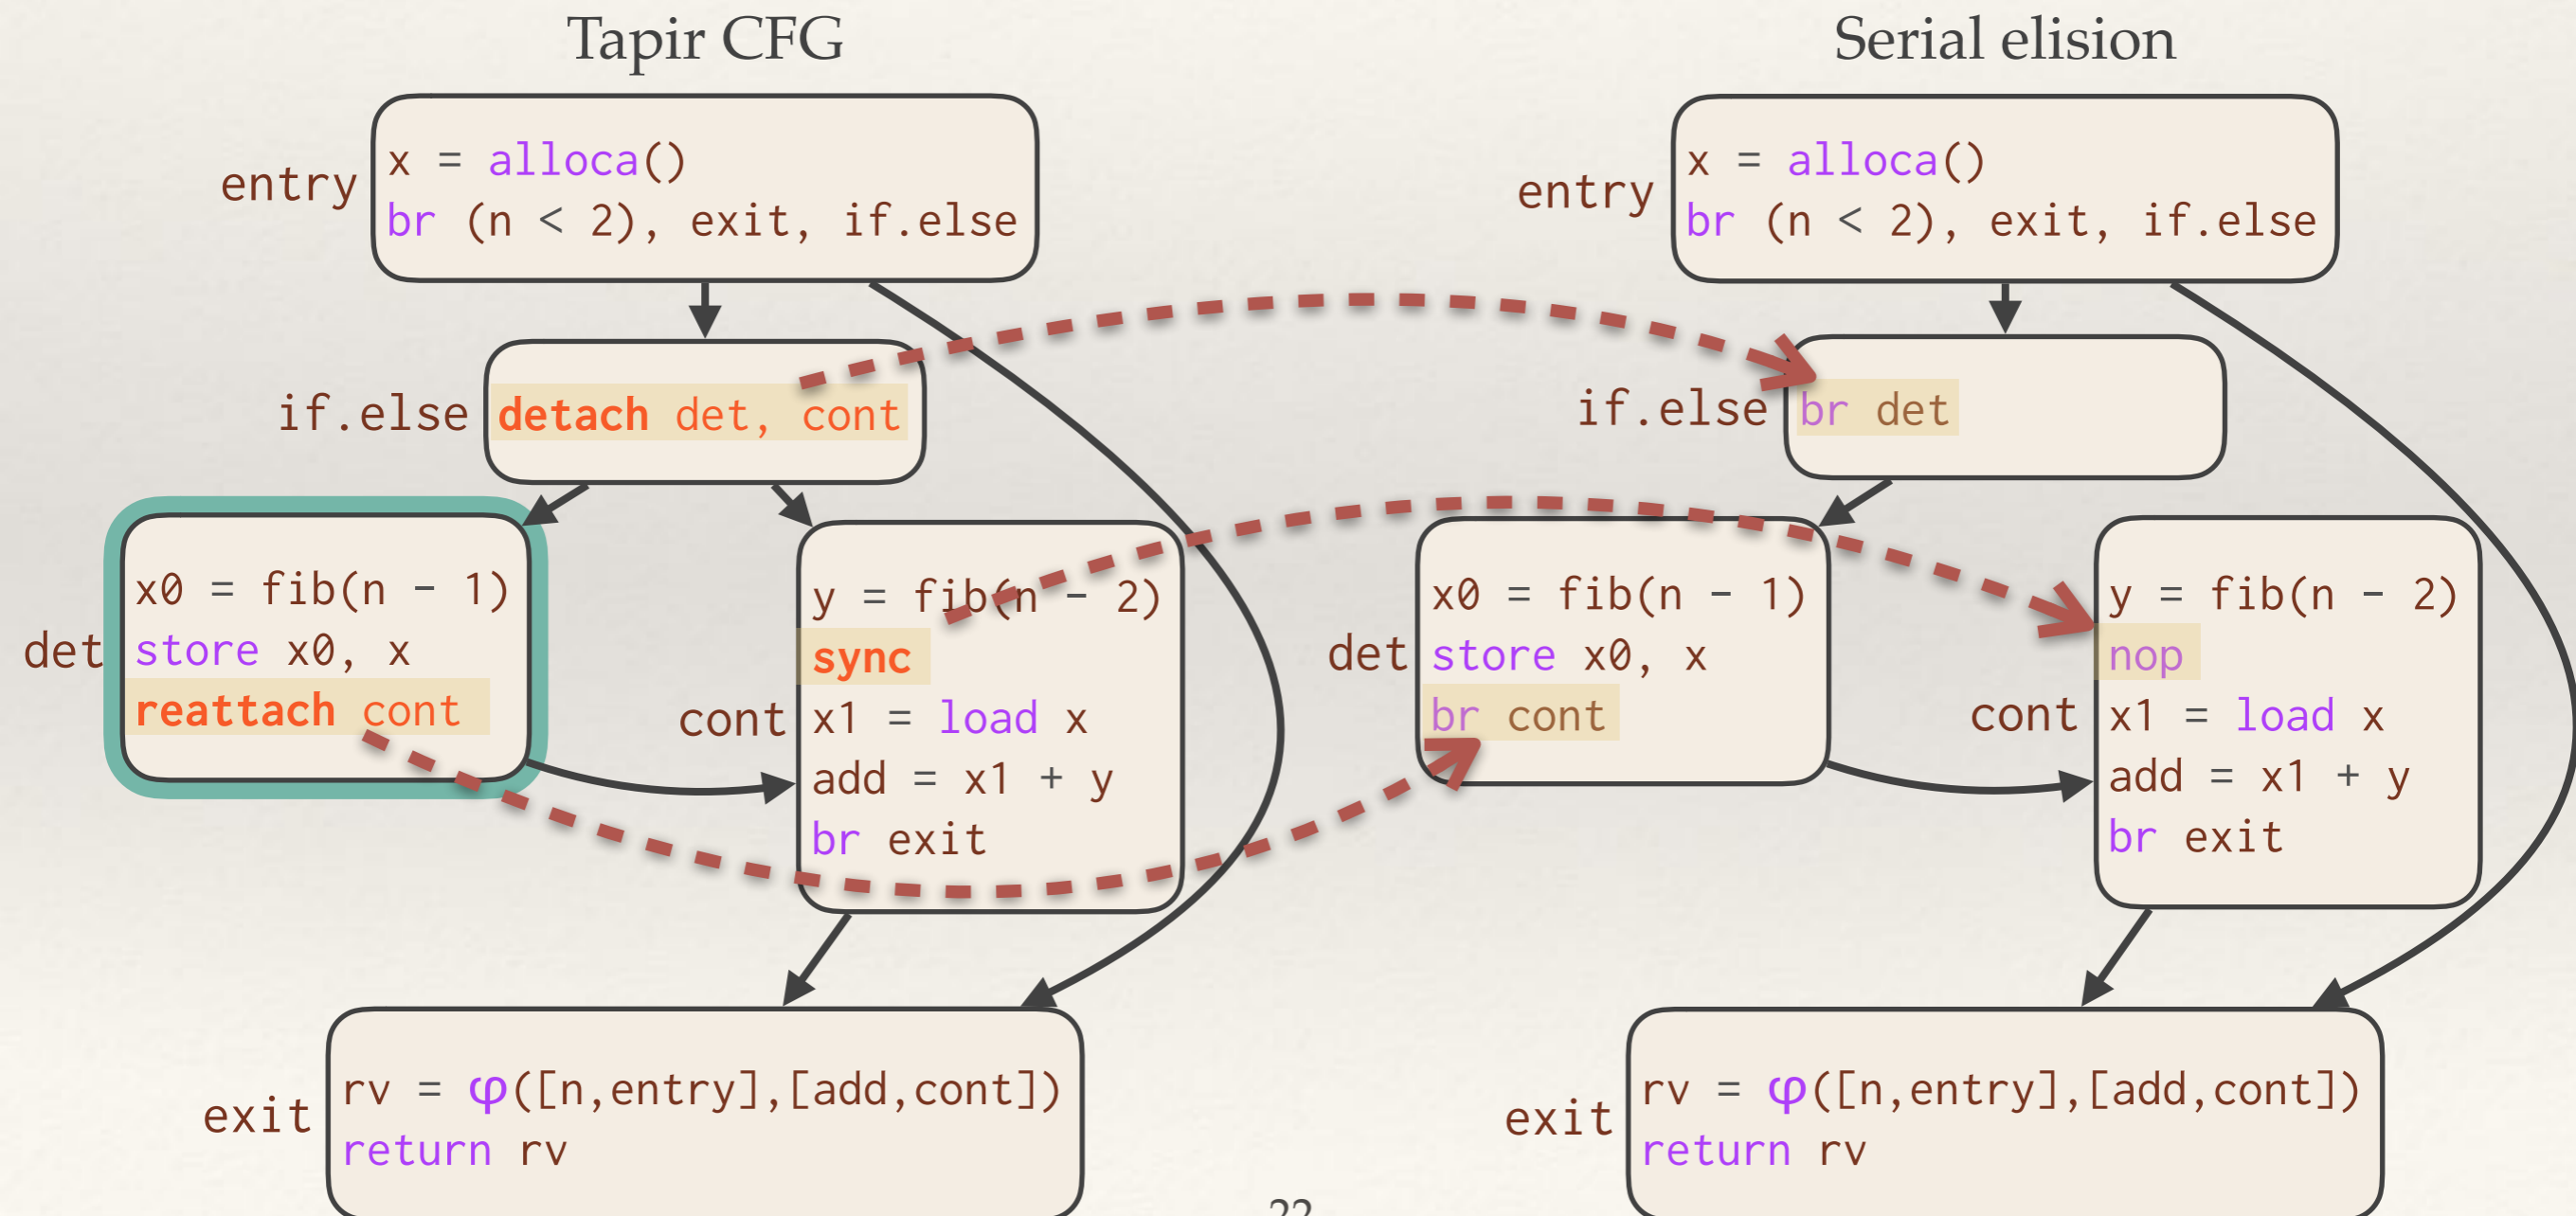 Tapir CFG
entry
x = alloca()
br (n < 2), exit, if.else
if.else
detach det, cont
det
x0 = fib(n - 1)
store x0, x
reattach cont
cont
y = fib(n - 2)
sync
x1 = load x
add = x1 + y
br exit
exit
rv = φ([n,entry],[add,cont])
return rv
Serial elision
entry
x = alloca()
br (n < 2), exit, if.else
if.else
br det
det
x0 = fib(n - 1)
store x0, x
br cont
cont
y = fib(n - 2)
nop
x1 = load x
add = x1 + y
br exit
exit
rv = φ([n,entry],[add,cont])
return rv
22